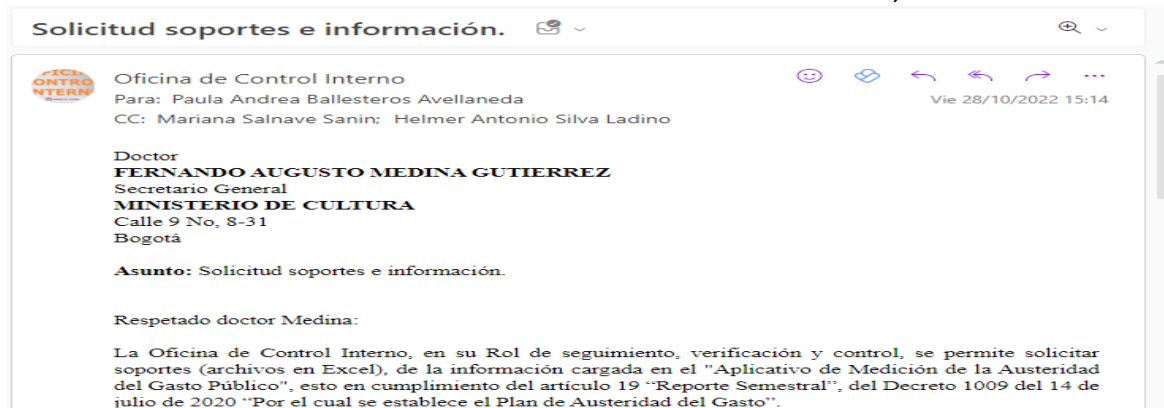 Solicitud soportes e información.
CONTRO
Oficina de Control Interno
Para: Paula Andrea Ballesteros Avellaneda
Vie 28/10/2022 15:14
CC: Mariana Salnave Sanin; Helmer Antonio Silva Ladino
Doctor
FERNANDO AUGUSTO MEDINA GUTIERREZ
Secretario General
MINISTERIO DE CULTURA
Calle 9 No, 8-31
Bogotá
Asunto: Solicitud soportes e información.
Respetado doctor Medina:
La Oficina de Control Interno, en su Rol de seguimiento, verificación y control, se permite solicitar
soportes (archivos en Excel), de la información cargada en el "Aplicativo de Medición de la Austeridad
del Gasto Público", esto en cumplimiento del artículo 19 “Reporte Semestral”, del Decreto 1009 del 14 de
julio de 2020 “Por el cual se establece el Plan de Austeridad del Gasto”.